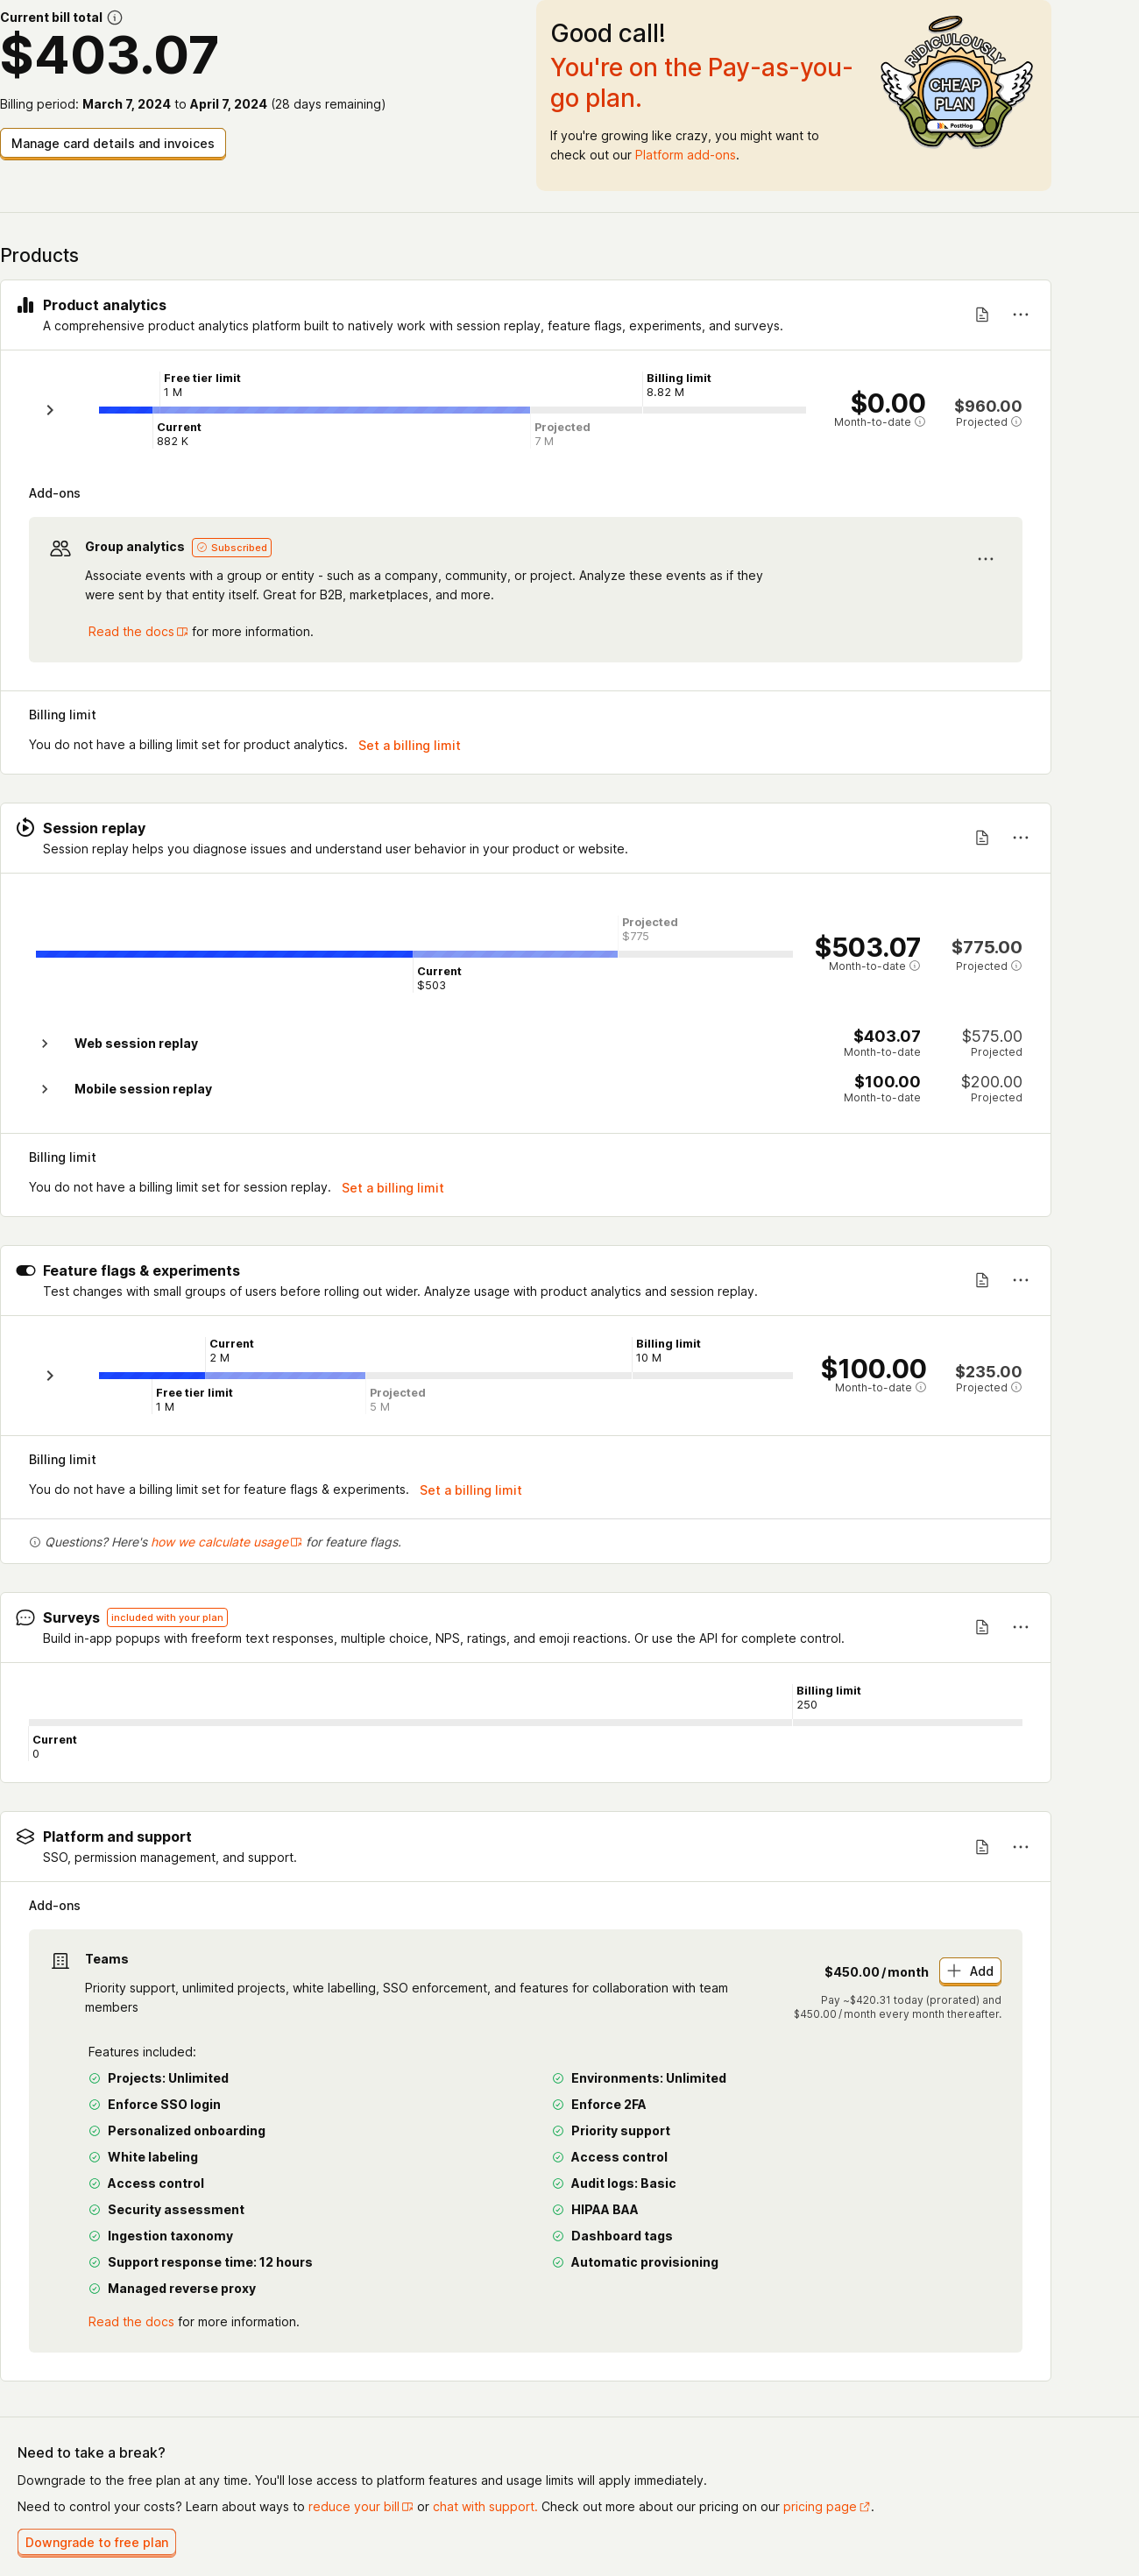 Current bill total
$403.07
Billing period: March 7, 2024 to April 7, 2024 (28 days remaining)
Manage card details and invoices
Good call!
You're on the Pay-as-you-
go plan.
If you're growing like crazy, you might want to
check out our Platform add-ons.
RIDICULOUSLY
CHEAP
PLAN
PostHog
Products
Product analytics
A comprehensive product analytics platform built to natively work with session replay, feature flags, experiments, and surveys.
Free tier limit
1 M
Billing limit
8.82 M
Current
882 K
Projected
7 M
$0.00
Month-to-date
$960.00
Projected
Add-ons
Group analytics
Subscribed
Associate events with a group or entity - such as a company, community, or project. Analyze these events as if they
were sent by that entity itself. Great for B2B, marketplaces, and more.
Read the docs for more information.
Billing limit
You do not have a billing limit set for product analytics. Set a billing limit
Session replay
Session replay helps you diagnose issues and understand user behavior in your product or website.
Projected
$775
Current
$503
$503.07
Month-to-date
$775.00
Projected
Web session replay
$403.07
Month-to-date
$575.00
Projected
Mobile session replay
$100.00
Month-to-date
$200.00
Projected
Billing limit
You do not have a billing limit set for session replay. Set a billing limit
Feature flags & experiments
Test changes with small groups of users before rolling out wider. Analyze usage with product analytics and session replay.
Current
2 M
Billing limit
10 M
Free tier limit
1 M
Projected
5 M
$100.00
Month-to-date
$235.00
Projected
Billing limit
You do not have a billing limit set for feature flags & experiments. Set a billing limit
Questions? Here's how we calculate usage for feature flags.
Surveys
included with your plan
Build in-app popups with freeform text responses, multiple choice, NPS, ratings, and emoji reactions. Or use the API for complete control.
Billing limit
250
Current
0
Platform and support
SSO, permission management, and support.
Add-ons
Teams
Priority support, unlimited projects, white labelling, SSO enforcement, and features for collaboration with team
members
$450.00/month
Add
Pay ~$420.31 today (prorated) and
$450.00/month every month thereafter.
Features included:
Projects: Unlimited
Environments: Unlimited
Enforce SSO login
Enforce 2FA
Personalized onboarding
Priority support
White labeling
Access control
Access control
Audit logs: Basic
Security assessment
HIPAA BAA
Ingestion taxonomy
Dashboard tags
Support response time: 12 hours
Automatic provisioning
Managed reverse proxy
Read the docs for more information.
Need to take a break?
Downgrade to the free plan at any time. You'll lose access to platform features and usage limits will apply immediately.
Need to control your costs? Learn about ways to reduce your bill or chat with support. Check out more about our pricing on our pricing page.
Downgrade to free plan